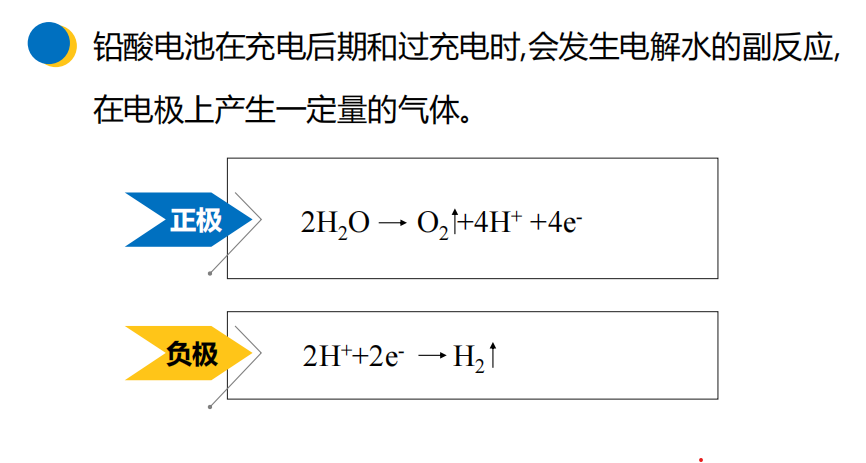 铅酸电池在充电后期和过充电时,会发生电解水的副反应,
在电极上产生一定量的气体。
正极
2H₂O → O₂↑+4H⁺ +4e⁻
负极
2H⁺+2e⁻ → H₂↑